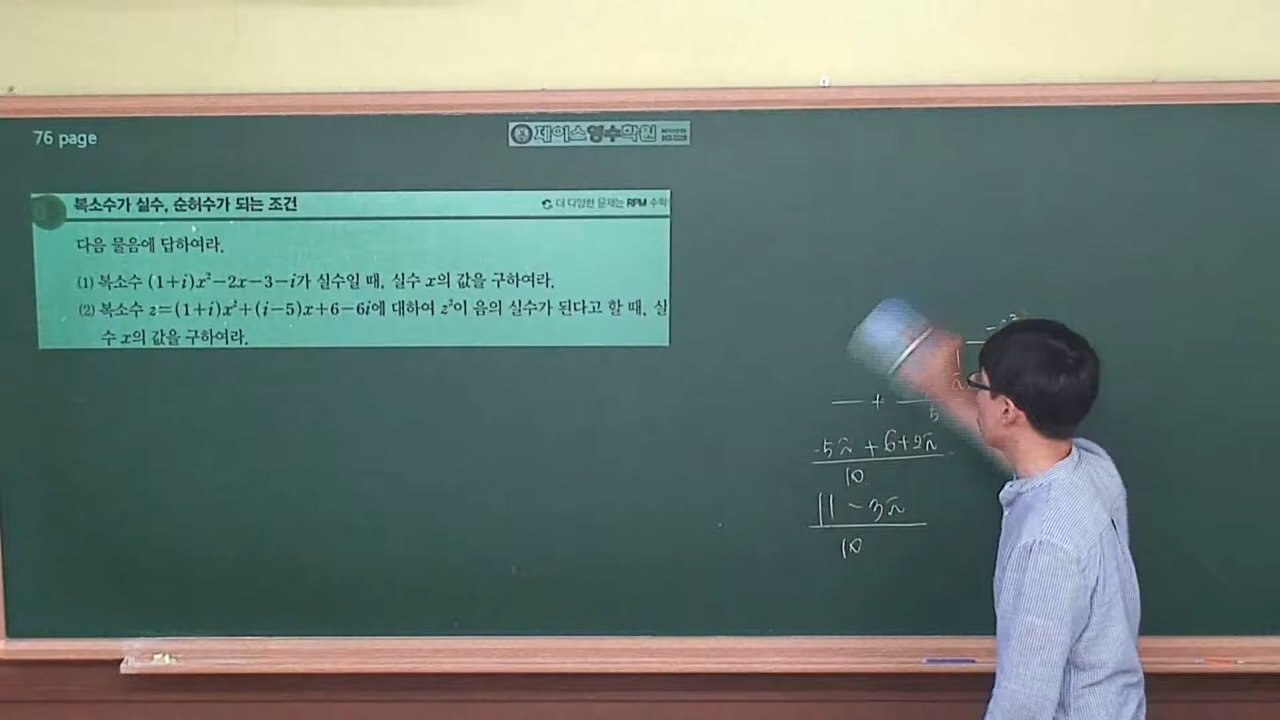 76 page
제이스영수학원
복소수가 실수, 순허수가 되는 조건
더 다양한 문제는 RPM 수학
다음 물음에 답하여라.
(1) 복소수 (1+i)x²-2x-3-i가 실수일 때, 실수 x의 값을 구하여라.
(2) 복소수 z=(1+i)x²+(i-5)x+6-6i에 대하여 z²이 음의 실수가 된다고 할 때, 실
수 x의 값을 구하여라.
+
5
-5i + 6+2i
10
11 - 3i
10